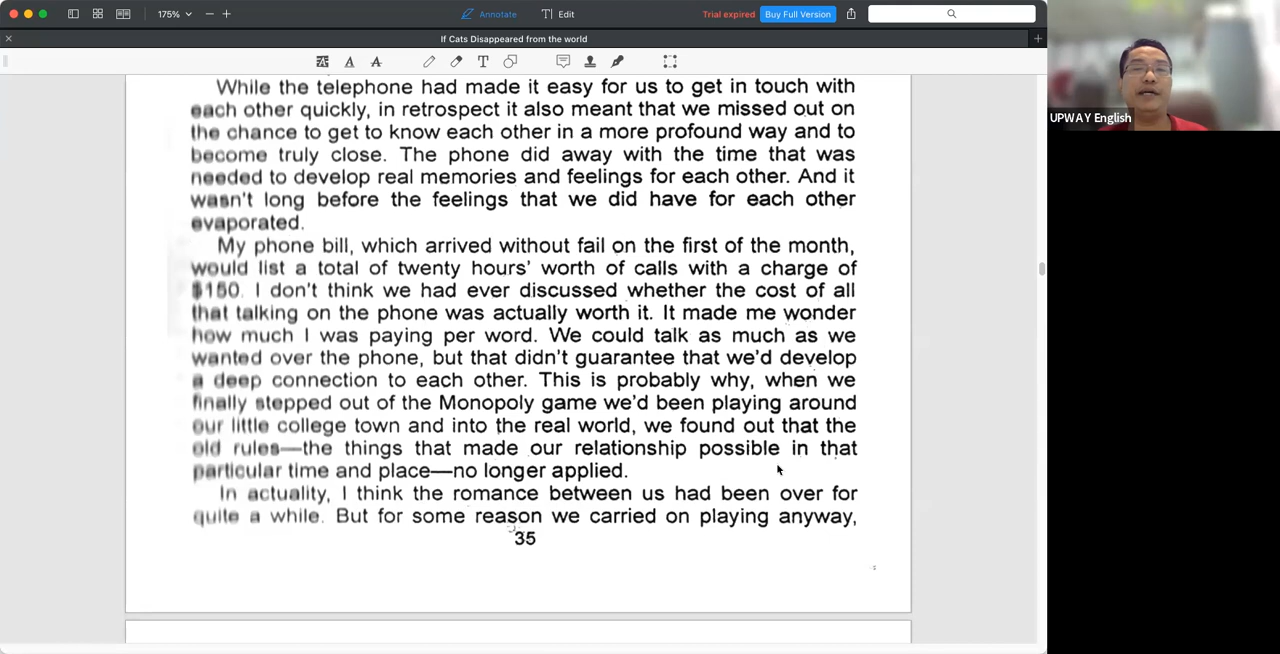 175%
Annotate
Edit
Trial expired
Buy Full Version
If Cats Disappeared from the world
While the telephone had made it easy for us to get in touch with
each other quickly, in retrospect it also meant that we missed out on
the chance to get to know each other in a more profound way and to
become truly close. The phone did away with the time that was
needed to develop real memories and feelings for each other. And it
wasn't long before the feelings that we did have for each other
evaporated.
My phone bill, which arrived without fail on the first of the month,
would list a total of twenty hours' worth of calls with a charge of
$150. I don't think we had ever discussed whether the cost of all
that talking on the phone was actually worth it. It made me wonder
how much I was paying per word. We could talk as much as we
wanted over the phone, but that didn't guarantee that we'd develop
a deep connection to each other. This is probably why, when we
finally stepped out of the Monopoly game we'd been playing around
our little college town and into the real world, we found out that the
old rules—the things that made our relationship possible in that
particular time and place—no longer applied.
In actuality, I think the romance between us had been over for
quite a while. But for some reason we carried on playing anyway,
35
UPWAY English